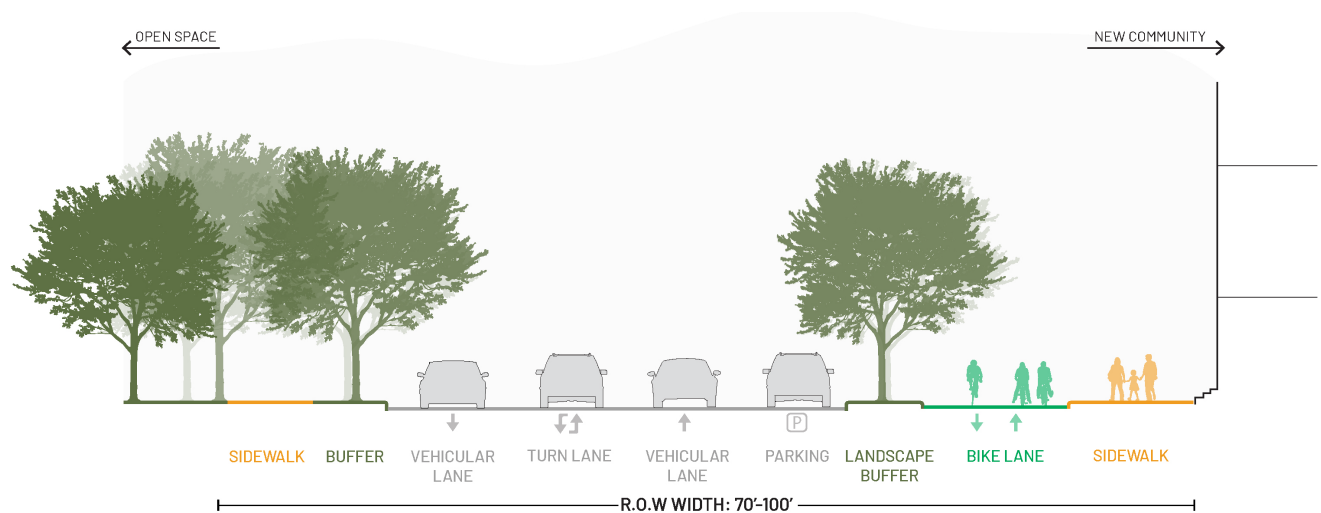 OPEN SPACE
NEW COMMUNITY
P
SIDEWALK
BUFFER
VEHICULAR
LANE
TURN LANE
VEHICULAR
LANE
PARKING
LANDSCAPE
BUFFER
BIKE LANE
SIDEWALK
R.O.W WIDTH: 70'-100'